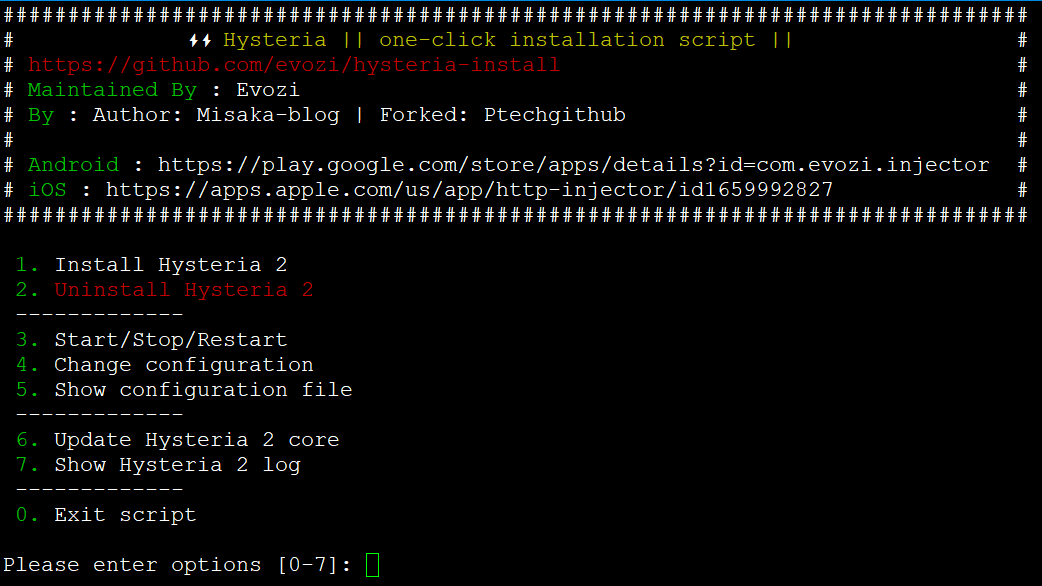 ###############################################################################
# ϟϟ Hysteria || one-click installation script || #
# https://github.com/evozi/hysteria-install #
# Maintained By : Evozi #
# By : Author: Misaka-blog | Forked: Ptechgithub #
# #
# Android : https://play.google.com/store/apps/details?id=com.evozi.injector #
# iOS : https://apps.apple.com/us/app/http-injector/id1659992827 #
###############################################################################
1. Install Hysteria 2
2. Uninstall Hysteria 2
-------------
3. Start/Stop/Restart
4. Change configuration
5. Show configuration file
-------------
6. Update Hysteria 2 core
7. Show Hysteria 2 log
-------------
0. Exit script
Please enter options [0-7]: